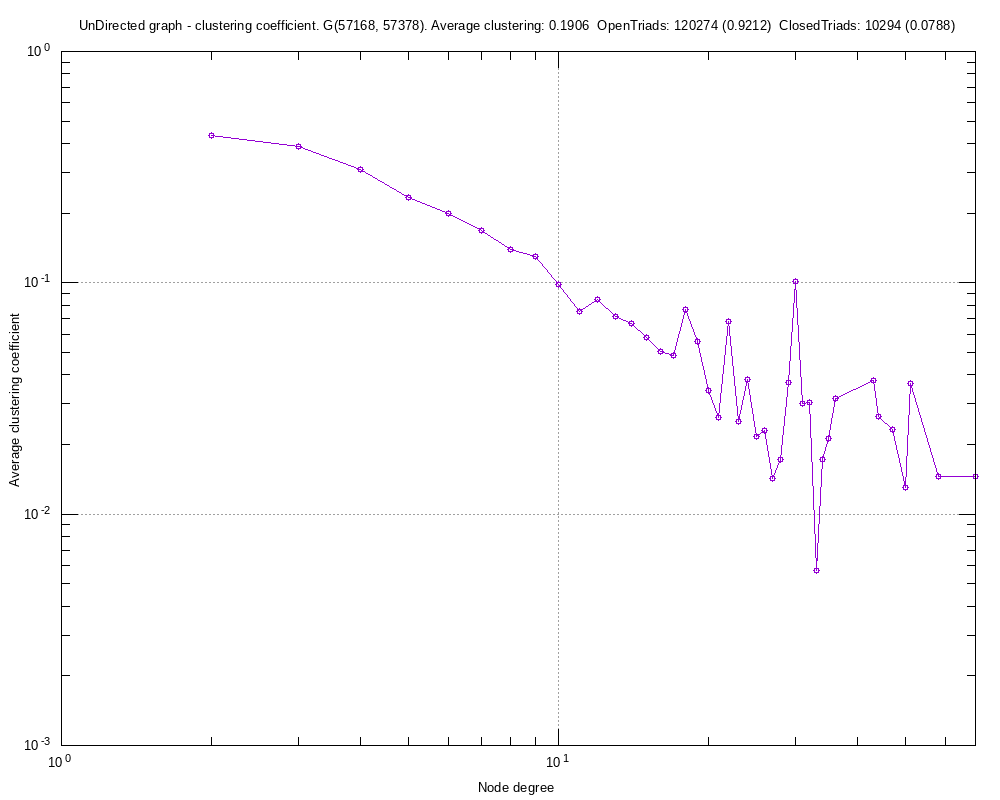 UnDirected graph - clustering coefficient. G(57168, 57378). Average clustering: 0.1906  OpenTriads: 120274 (0.9212)  ClosedTriads: 10294 (0.0788)
10^0
10^-1
10^-2
10^-3
Average clustering coefficient
10^0
10^1
Node degree